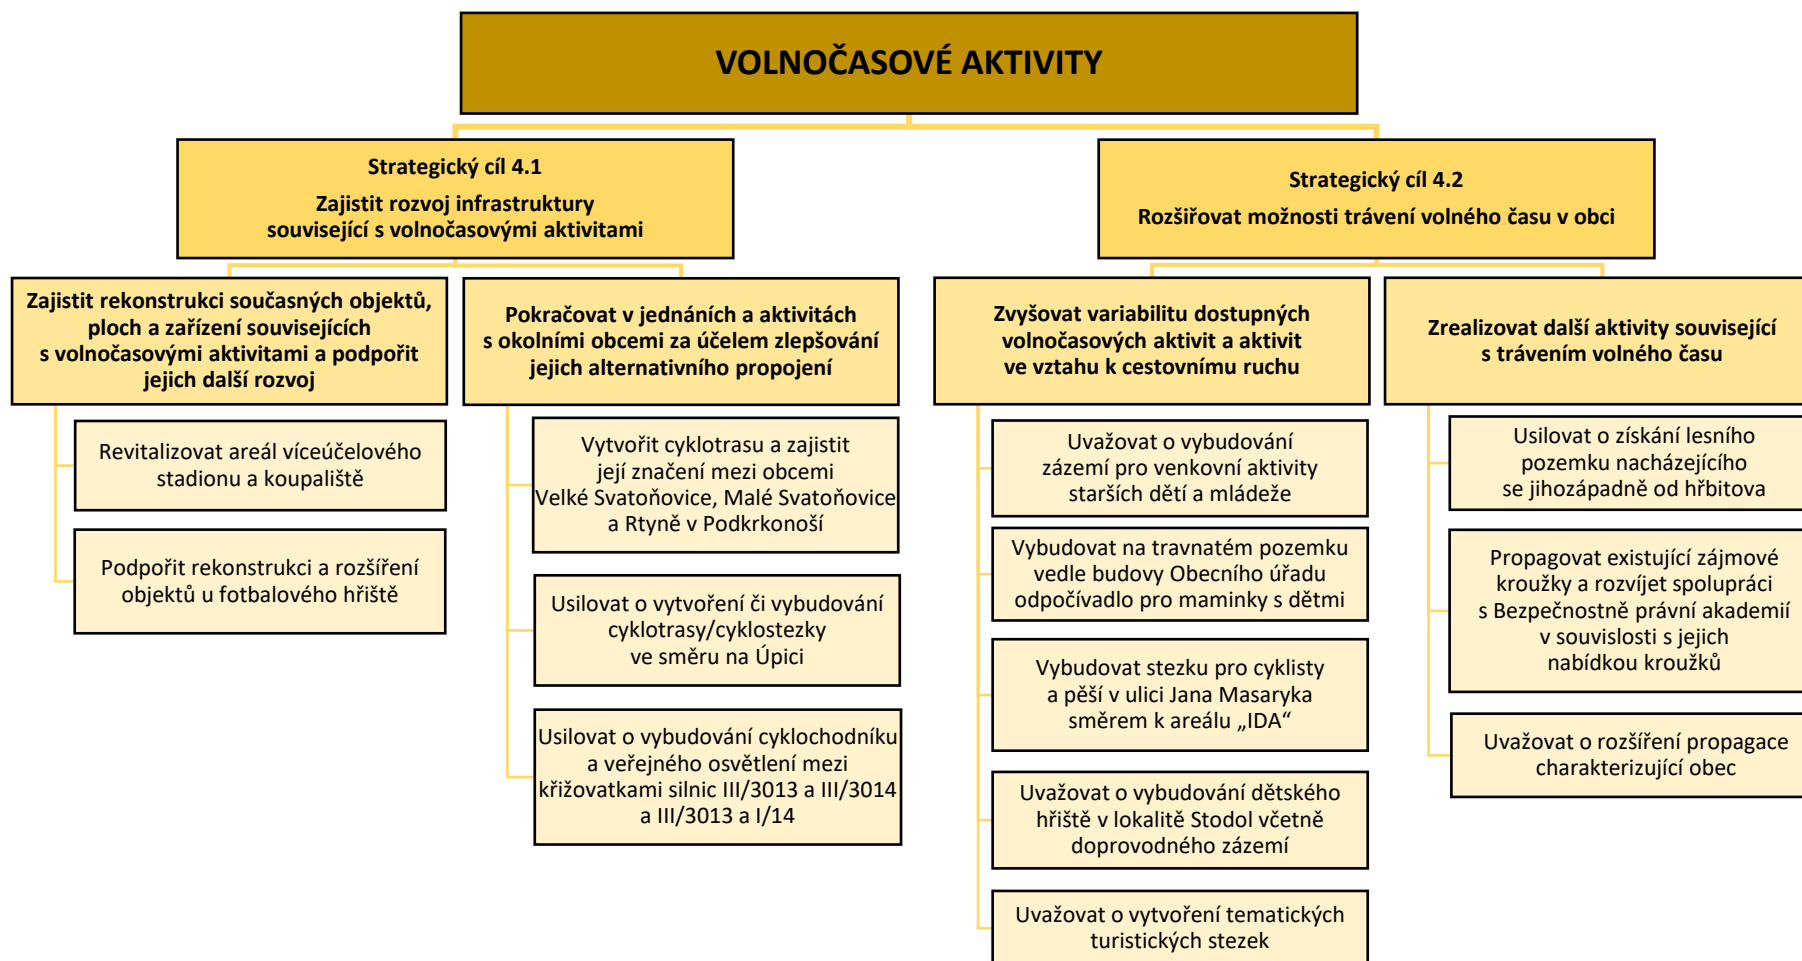 VOLNOČASOVÉ AKTIVITY
Strategický cíl 4.1
Zajistit rozvoj infrastruktury
související s volnočasovými aktivitami
Zajistit rekonstrukci současných objektů,
ploch a zařízení souvisejících
s volnočasovými aktivitami a podpořit
jejich další rozvoj
Revitalizovat areál víceúčelového
stadionu a koupaliště
Podpořit rekonstrukci a rozšíření
objektů u fotbalového hřiště
Pokračovat v jednáních a aktivitách
s okolními obcemi za účelem zlepšování
jejich alternativního propojení
Vytvořit cyklotrasu a zajistit
její značení mezi obcemi
Velké Svatoňovice, Malé Svatoňovice
a Rtyně v Podkrkonoší
Usilovat o vytvoření či vybudování
cyklotrasy/cyklostezky
ve směru na Úpici
Usilovat o vybudování cyklochodníku
a veřejného osvětlení mezi
křižovatkami silnic III/3013 a III/3014
a III/3013 a I/14
Strategický cíl 4.2
Rozšiřovat možnosti trávení volného času v obci
Zvyšovat variabilitu dostupných
volnočasových aktivit a aktivit
ve vztahu k cestovnímu ruchu
Uvažovat o vybudování
zázemí pro venkovní aktivity
starších dětí a mládeže
Vybudovat na travnatém pozemku
vedle budovy Obecního úřadu
odpočívadlo pro maminky s dětmi
Vybudovat stezku pro cyklisty
a pěší v ulici Jana Masaryka
směrem k areálu „IDA“
Uvažovat o vybudování dětského
hřiště v lokalitě Stodol včetně
doprovodného zázemí
Uvažovat o vytvoření tematických
turistických stezek
Zrealizovat další aktivity související
s trávením volného času
Usilovat o získání lesního
pozemku nacházejícího
se jihozápadně od hřbitova
Propagovat existující zájmové
kroužky a rozvíjet spolupráci
s Bezpečnostně právní akademií
v souvislosti s jejich
nabídkou kroužků
Uvažovat o rozšíření propagace
charakterizující obec